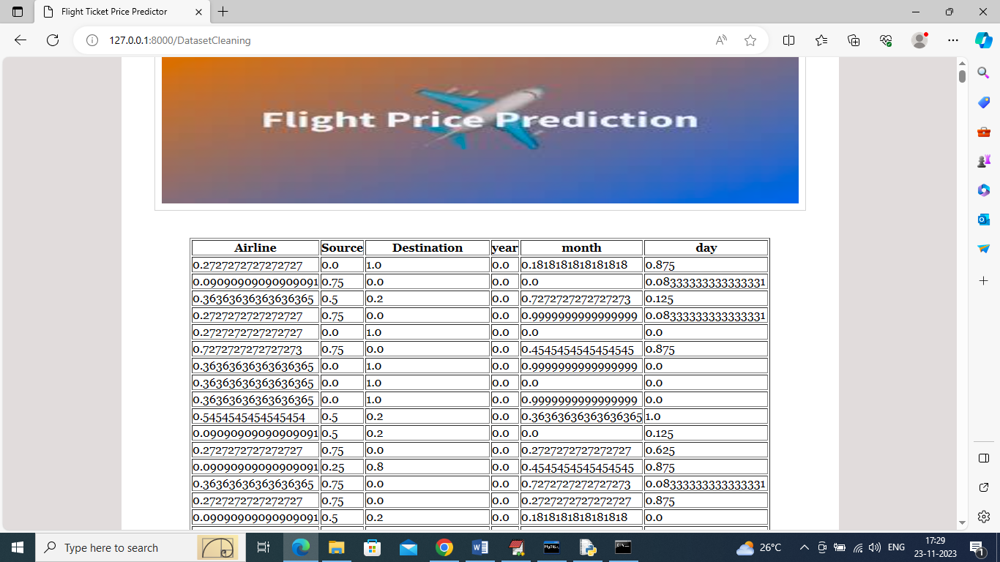 Flight Ticket Price Predictor
127.0.0.1:8000/DatasetCleaning
Flight Price Prediction
Airline Source Destination year month day
0.2727272727272727 0.0 1.0 0.0 0.1818181818181818 0.875
0.09090909090909091 0.75 0.0 0.0 0.0 0.08333333333333331
0.36363636363636365 0.5 0.2 0.0 0.7272727272727273 0.125
0.2727272727272727 0.75 0.0 0.0 0.9999999999999999 0.08333333333333331
0.2727272727272727 0.0 1.0 0.0 0.0 0.0
0.7272727272727273 0.75 0.0 0.0 0.4545454545454545 0.875
0.36363636363636365 0.0 1.0 0.0 0.9999999999999999 0.0
0.36363636363636365 0.0 1.0 0.0 0.0 0.0
0.36363636363636365 0.0 1.0 0.0 0.9999999999999999 0.0
0.5454545454545454 0.5 0.2 0.0 0.36363636363636365 1.0
0.09090909090909091 0.5 0.2 0.0 0.0 0.125
0.2727272727272727 0.75 0.0 0.0 0.2727272727272727 0.625
0.09090909090909091 0.25 0.8 0.0 0.4545454545454545 0.875
0.36363636363636365 0.75 0.0 0.0 0.7272727272727273 0.08333333333333331
0.2727272727272727 0.75 0.0 0.0 0.2727272727272727 0.875
0.09090909090909091 0.5 0.2 0.0 0.1818181818181818 0.0
Type here to search
26°C
ENG
17:29
23-11-2023
1